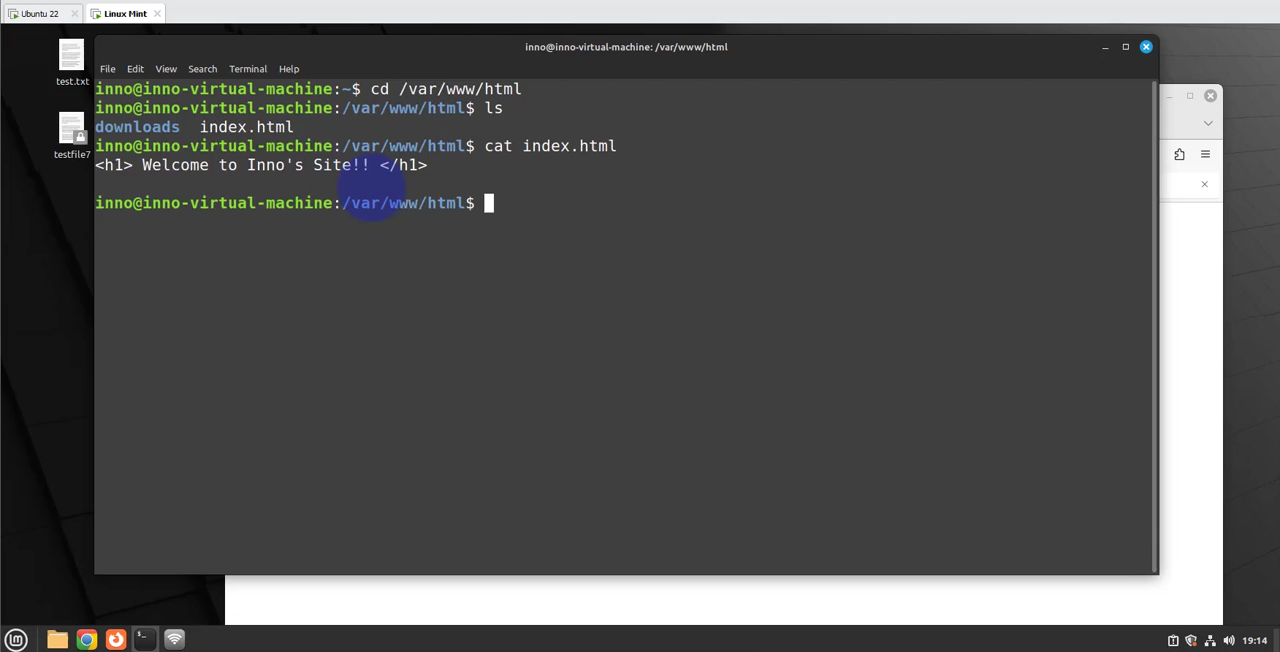 Ubuntu 22
Linux Mint
inno@inno-virtual-machine: /var/www/html
test.txt
testfile7
File Edit View Search Terminal Help
inno@inno-virtual-machine:~$ cd /var/www/html
inno@inno-virtual-machine:/var/www/html$ ls
downloads index.html
inno@inno-virtual-machine:/var/www/html$ cat index.html
<h1> Welcome to Inno's Site!! </h1>
inno@inno-virtual-machine:/var/www/html$
19:14